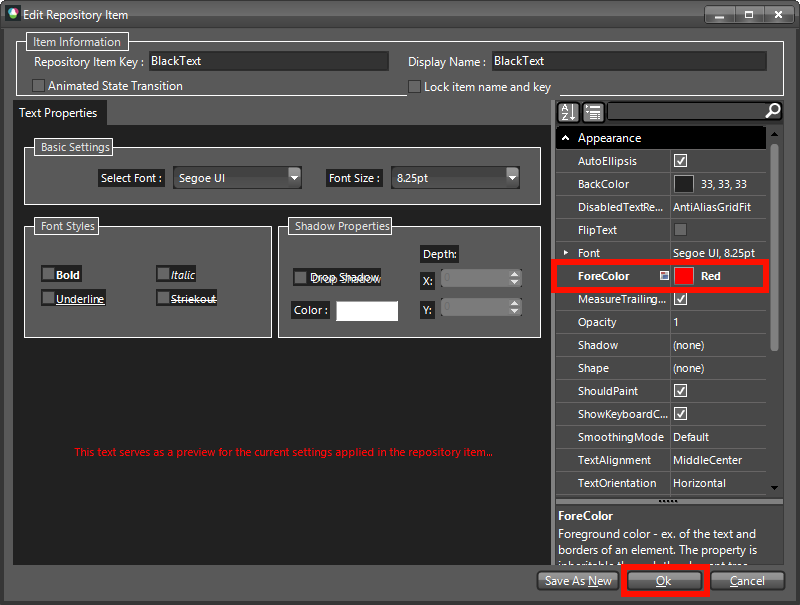 Edit Repository Item
Item Information
Repository Item Key : BlackText Display Name : BlackText
Animated State Transition Lock item name and key
Text Properties
Basic Settings
Select Font : Segoe UI Font Size : 8.25pt
Font Styles
Bold Italic
Underline Striekout
Shadow Properties
Depth:
Drop Shadow X: 0
Color : Y: 0
This text serves as a preview for the current settings applied in the repository item...
Appearance
AutoEllipsis
BackColor 33, 33, 33
DisabledTextRe... AntiAliasGridFit
FlipText
Font Segoe UI, 8.25pt
ForeColor Red
MeasureTrailing...
Opacity 1
Shadow (none)
Shape (none)
ShouldPaint
ShowKeyboardC...
SmoothingMode Default
TextAlignment MiddleCenter
TextOrientation Horizontal
ForeColor
Foreground color - ex. of the text and
borders of an element. The property is
Save As New Ok Cancel